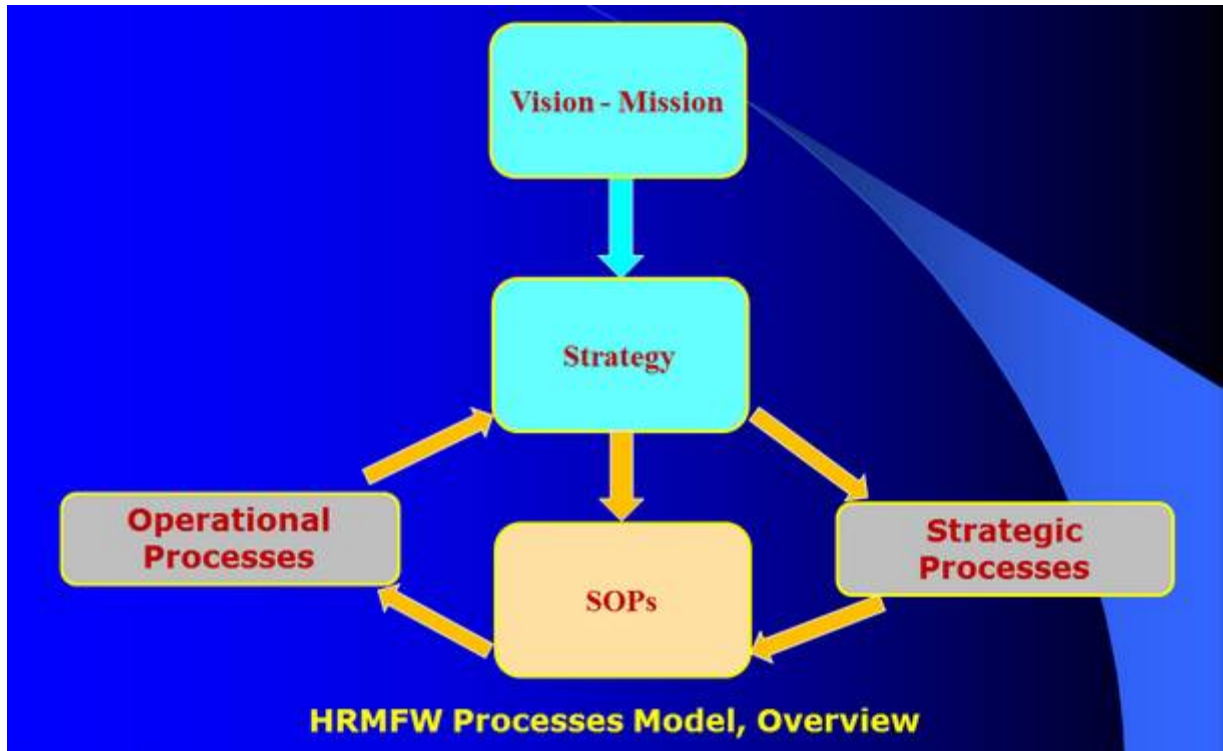 Vision - Mission
Strategy
Operational
Processes
Strategic
Processes
SOPs
HRMFW Processes Model, Overview